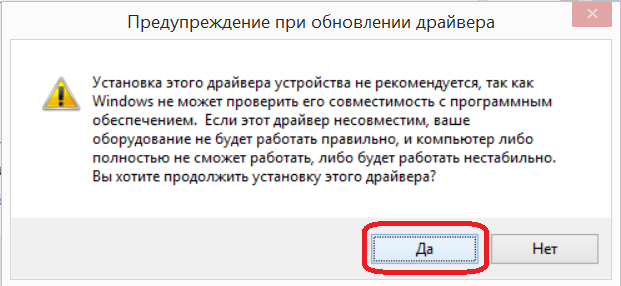 Предупреждение при обновлении драйвера
Установка этого драйвера устройства не рекомендуется, так как
Windows не может проверить его совместимость с программным
обеспечением. Если этот драйвер несовместим, ваше
оборудование не будет работать правильно, и компьютер либо
полностью не сможет работать, либо будет работать нестабильно.
Вы хотите продолжить установку этого драйвера?
Да
Нет